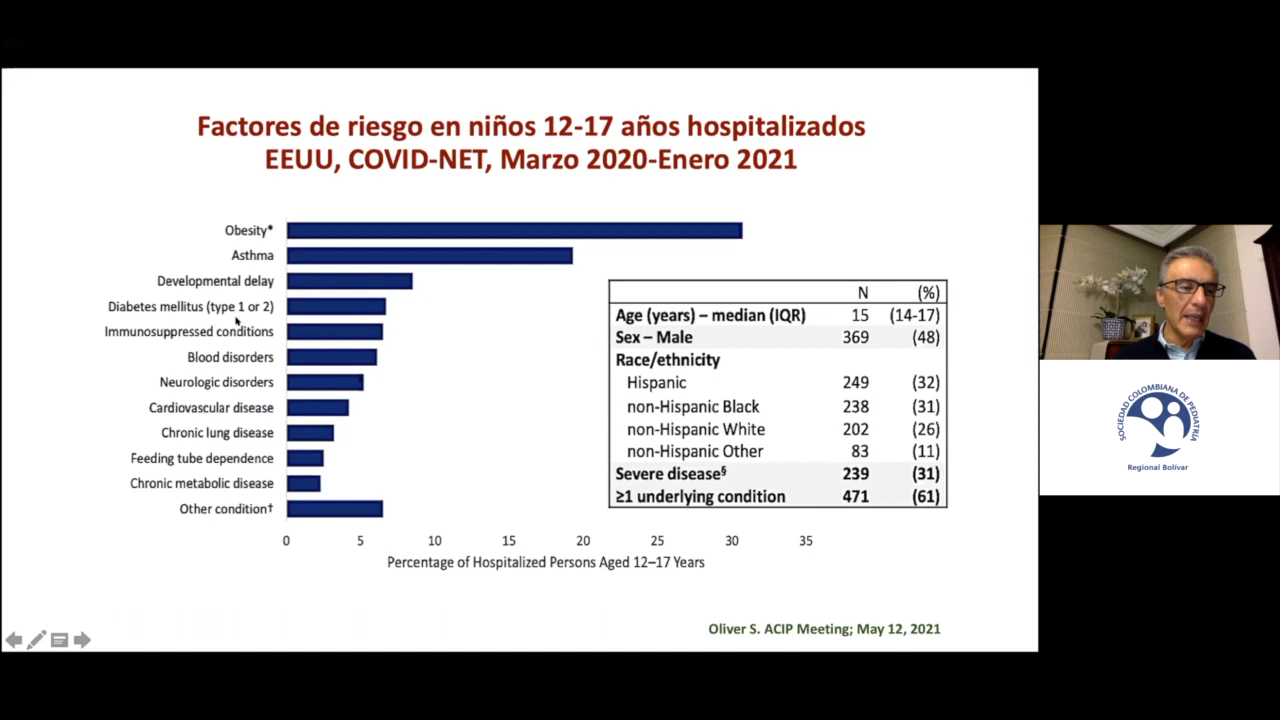 Factores de riesgo en niños 12-17 años hospitalizados
EEUU, COVID-NET, Marzo 2020-Enero 2021
Obesity*
Asthma
Developmental delay
Diabetes mellitus (type 1 or 2)
Immunosuppressed conditions
Blood disorders
Neurologic disorders
Cardiovascular disease
Chronic lung disease
Feeding tube dependence
Chronic metabolic disease
Other condition†
0 5 10 15 20 25 30 35
Percentage of Hospitalized Persons Aged 12–17 Years
N (%)
Age (years) – median (IQR) 15 (14-17)
Sex – Male 369 (48)
Race/ethnicity
Hispanic 249 (32)
non-Hispanic Black 238 (31)
non-Hispanic White 202 (26)
non-Hispanic Other 83 (11)
Severe disease§ 239 (31)
≥1 underlying condition 471 (61)
Oliver S. ACIP Meeting; May 12, 2021
SOCIEDAD COLOMBIANA DE PEDIATRÍA
Regional Bolívar